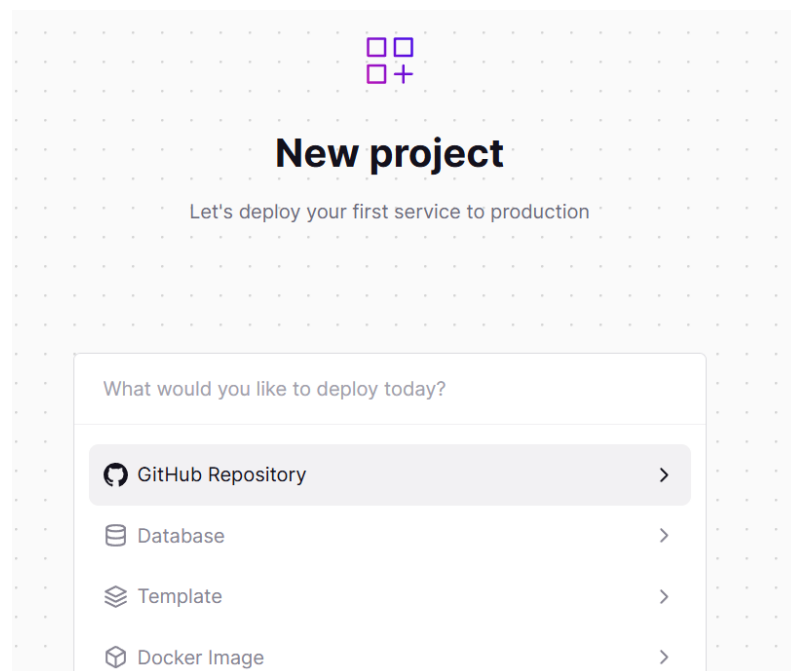 New project
Let's deploy your first service to production
What would you like to deploy today?
GitHub Repository
Database
Template
Docker Image